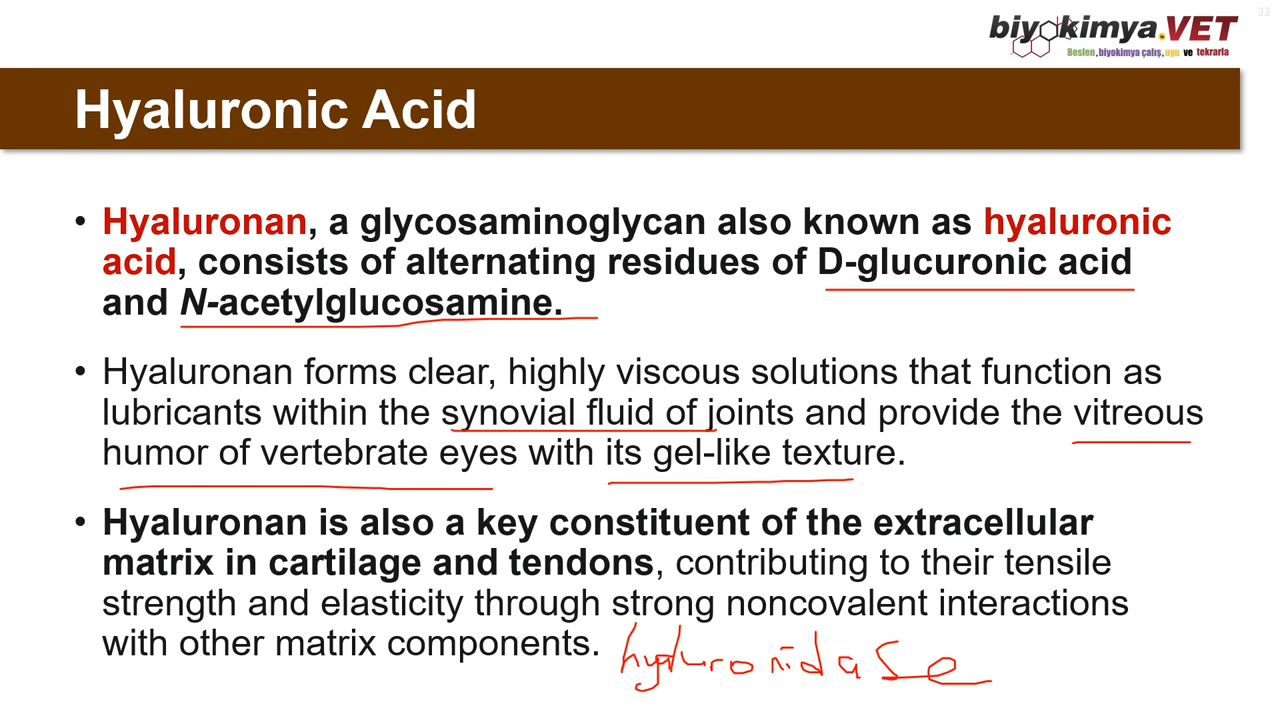 33
biyokimya.VET
Beslen,biyokimya çalış,uyu ve tekrarla
Hyaluronic Acid
• Hyaluronan, a glycosaminoglycan also known as hyaluronic
acid, consists of alternating residues of D-glucuronic acid
and N-acetylglucosamine.
• Hyaluronan forms clear, highly viscous solutions that function as
lubricants within the synovial fluid of joints and provide the vitreous
humor of vertebrate eyes with its gel-like texture.
• Hyaluronan is also a key constituent of the extracellular
matrix in cartilage and tendons, contributing to their tensile
strength and elasticity through strong noncovalent interactions
with other matrix components.
hyaluronidase